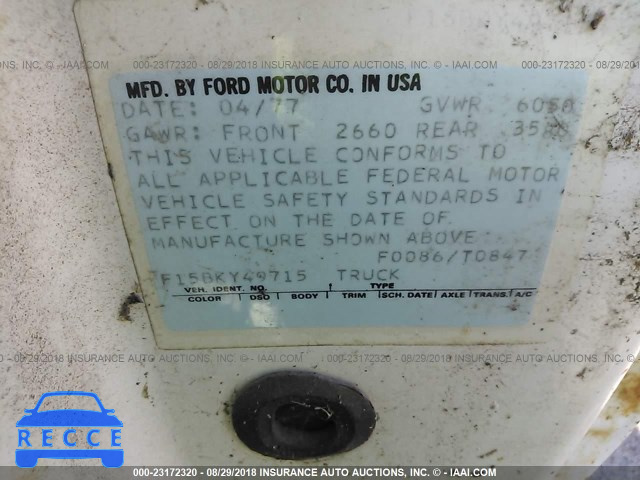 000-23172320 - 08/29/2018 INSURANCE AUTO AUCTIONS, INC. - © - IAAI.COM
MFD. BY FORD MOTOR CO. IN USA
DATE: 04/77 GVWR 6050
GAWR: FRONT 2660 REAR
THIS VEHICLE CONFORMS TO
ALL APPLICABLE FEDERAL MOTOR
VEHICLE SAFETY STANDARDS IN
EFFECT ON THE DATE OF
MANUFACTURE SHOWN ABOVE
F0086/T0847
F15BKY49715 TRUCK
VEH. IDENT. NO. TYPE
COLOR DSO BODY TRIM SCH. DATE AXLE TRANS. A/C
000-23172320 - 08/29/2018 INSURANCE AUTO AUCTIONS, INC. - © - IAAI.COM
RECCE
000-23172320 - 08/29/2018 INSURANCE AUTO AUCTIONS, INC. - © - IAAI.COM